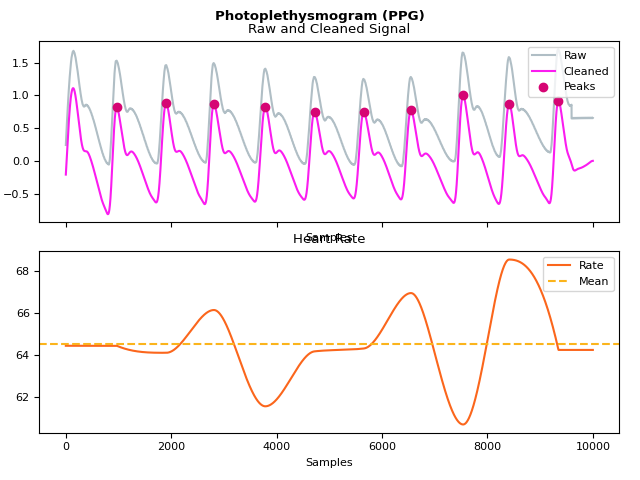 Photoplethysmogram (PPG)
Raw and Cleaned Signal
1.5
1.0
0.5
0.0
−0.5
Raw
Cleaned
Peaks
Samples
Heart Rate
68
66
64
62
Rate
Mean
0
2000
4000
6000
8000
10000
Samples